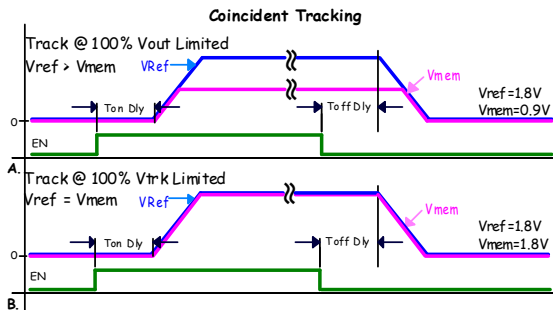 Coincident Tracking
Track @ 100% Vout Limited
Vref > Vmem
VRef
Vmem
Ton Dly
Toff Dly
Vref=1.8V
Vmem=0.9V
0
EN
A.
Track @ 100% Vtrk Limited
Vref = Vmem
VRef
Vmem
Ton Dly
Toff Dly
Vref=1.8V
Vmem=1.8V
0
EN
B.